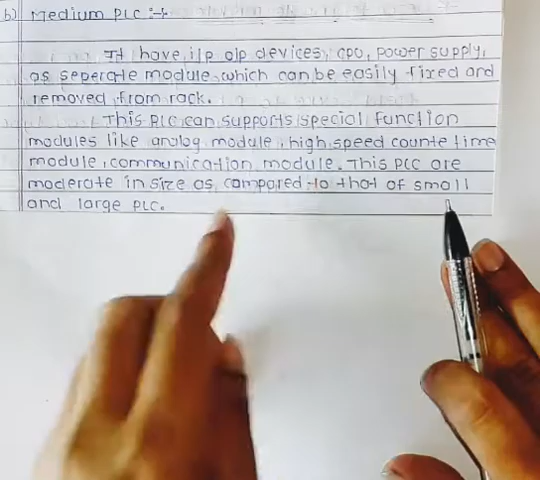 b) Medium PLC :-
It have i/p o/p devices, CPU, power supply,
as seperate module, which can be easily fixed and
removed from rack.
This PLC can supports special function
modules like analog module, high speed counte time
module, communication module. This PLC are
moderate in size as compared to that of small
and large PLC.